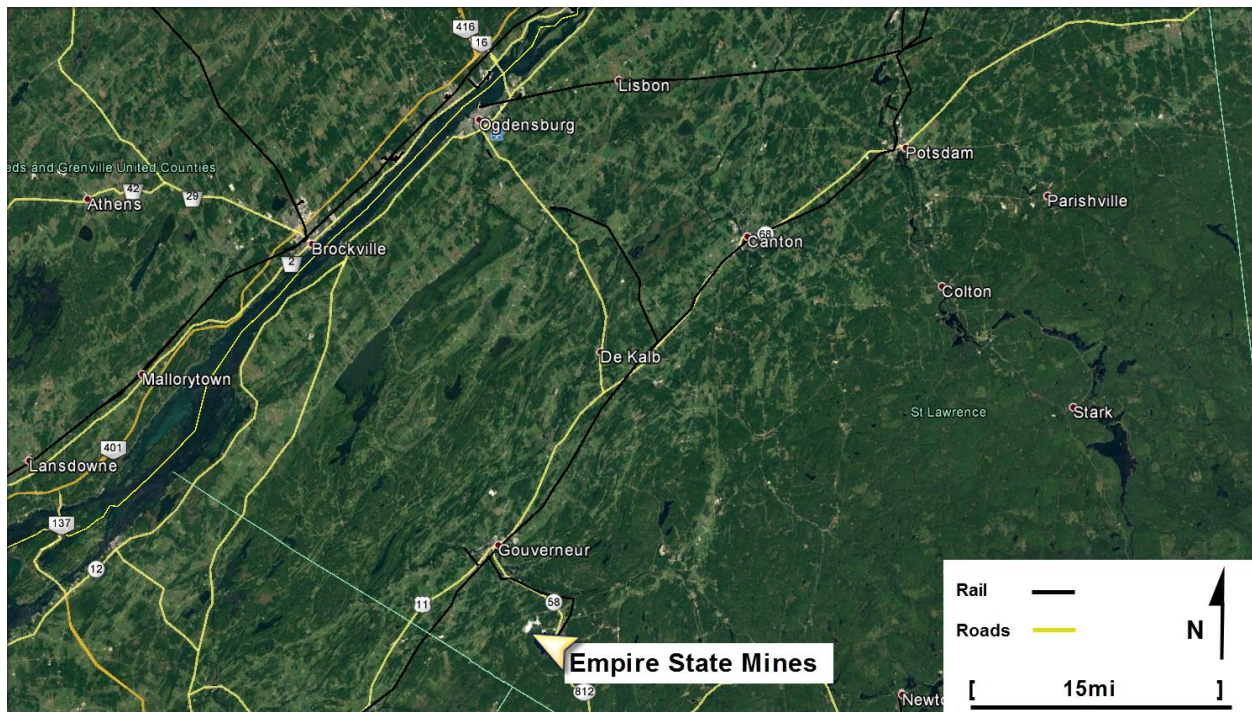 416
16
Lisbon
Ogdensburg
Potsdam
eds and Grenville United Counties
42
29
Athens
Parishville
Brockville
2
68
Canton
Colton
De Kalb
Mallorytown
St Lawrence
Stark
401
Lansdowne
137
Gouverneur
12
11
58
Empire State Mines
812
Newto
Rail
Roads
N
[ 15mi ]